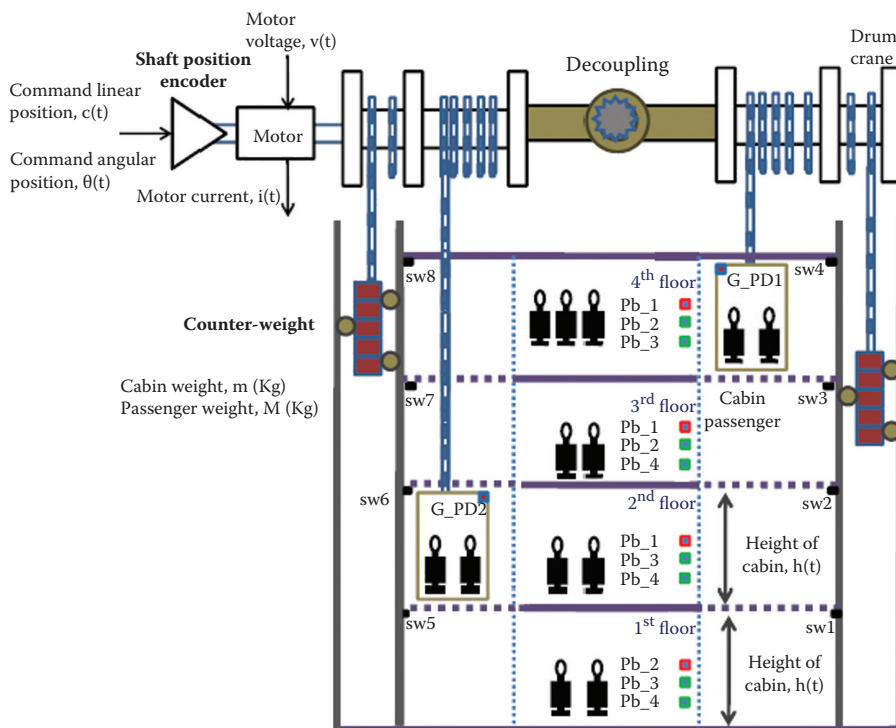 Motor
voltage, v(t)
Shaft position
encoder
Command linear
position, c(t)
Motor
Command angular
position, θ(t)
Motor current, i(t)
Decoupling
Drum
crane
sw8
4th floor
Pb_1
Pb_2
Pb_3
G_PD1
sw4
Counter-weight
Cabin weight, m (Kg)
Passenger weight, M (Kg)
sw7
3rd floor
Pb_1
Pb_2
Pb_4
Cabin
passenger
sw3
sw6
G_PD2
2nd floor
Pb_1
Pb_3
Pb_4
sw2
Height of
cabin, h(t)
sw5
1st floor
Pb_2
Pb_3
Pb_4
sw1
Height of
cabin, h(t)